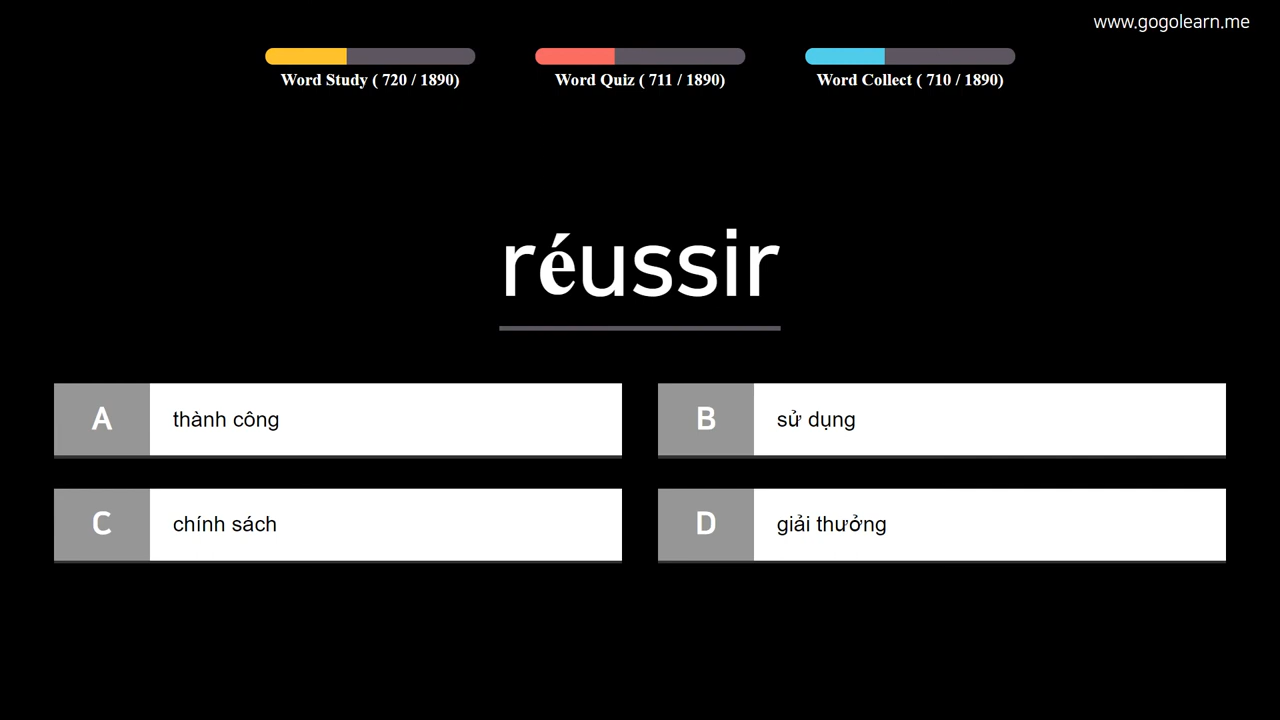 www.gogolearn.me
Word Study ( 720 / 1890)
Word Quiz ( 711 / 1890)
Word Collect ( 710 / 1890)
réussir
A thành công
B sử dụng
C chính sách
D giải thưởng